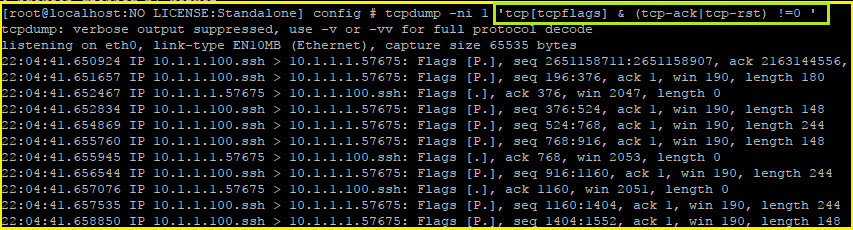 [root@localhost:NO LICENSE:Standalone] config # tcpdump -ni 1 'tcp[tcpflags] & (tcp-ack|tcp-rst) !=0 '
tcpdump: verbose output suppressed, use -v or -vv for full protocol decode
listening on eth0, link-type EN10MB (Ethernet), capture size 65535 bytes
22:04:41.650924 IP 10.1.1.100.ssh > 10.1.1.1.57675: Flags [P.], seq 2651158711:2651158907, ack 2163144556,
22:04:41.651657 IP 10.1.1.100.ssh > 10.1.1.1.57675: Flags [P.], seq 196:376, ack 1, win 190, length 180
22:04:41.652467 IP 10.1.1.1.57675 > 10.1.1.100.ssh: Flags [.], ack 376, win 2047, length 0
22:04:41.652834 IP 10.1.1.100.ssh > 10.1.1.1.57675: Flags [P.], seq 376:524, ack 1, win 190, length 148
22:04:41.654869 IP 10.1.1.100.ssh > 10.1.1.1.57675: Flags [P.], seq 524:768, ack 1, win 190, length 244
22:04:41.655760 IP 10.1.1.100.ssh > 10.1.1.1.57675: Flags [P.], seq 768:916, ack 1, win 190, length 148
22:04:41.655945 IP 10.1.1.1.57675 > 10.1.1.100.ssh: Flags [.], ack 768, win 2053, length 0
22:04:41.656544 IP 10.1.1.100.ssh > 10.1.1.1.57675: Flags [P.], seq 916:1160, ack 1, win 190, length 244
22:04:41.657076 IP 10.1.1.1.57675 > 10.1.1.100.ssh: Flags [.], ack 1160, win 2051, length 0
22:04:41.657535 IP 10.1.1.100.ssh > 10.1.1.1.57675: Flags [P.], seq 1160:1404, ack 1, win 190, length 244
22:04:41.658850 IP 10.1.1.100.ssh > 10.1.1.1.57675: Flags [P.], seq 1404:1552, ack 1, win 190, length 148